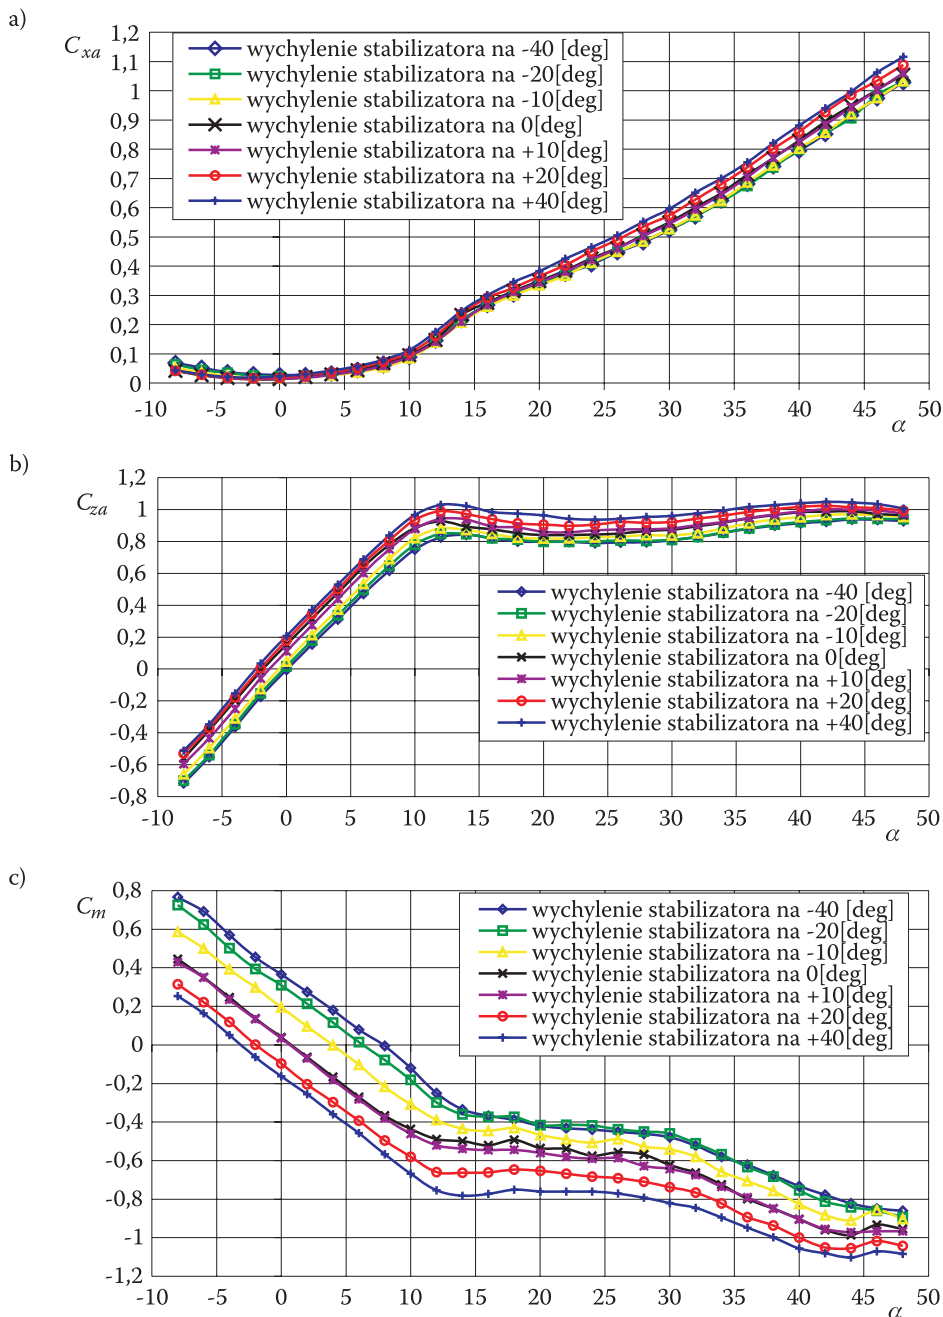 a)
C_xa
1,2
1,1
1
0,9
0,8
0,7
0,6
0,5
0,4
0,3
0,2
0,1
0
wychylenie stabilizatora na -40 [deg]
wychylenie stabilizatora na -20[deg]
wychylenie stabilizatora na -10[deg]
wychylenie stabilizatora na 0[deg]
wychylenie stabilizatora na +10[deg]
wychylenie stabilizatora na +20[deg]
wychylenie stabilizatora na +40[deg]
-10 -5 0 5 10 15 20 25 30 35 40 45 50
α
b)
C_za
1,2
1
0,8
0,6
0,4
0,2
0
-0,2
-0,4
-0,6
-0,8
wychylenie stabilizatora na -40 [deg]
wychylenie stabilizatora na -20[deg]
wychylenie stabilizatora na -10[deg]
wychylenie stabilizatora na 0[deg]
wychylenie stabilizatora na +10[deg]
wychylenie stabilizatora na +20[deg]
wychylenie stabilizatora na +40[deg]
-10 -5 0 5 10 15 20 25 30 35 40 45 50
α
c)
C_m
0,8
0,6
0,4
0,2
0
-0,2
-0,4
-0,6
-0,8
-1
-1,2
wychylenie stabilizatora na -40 [deg]
wychylenie stabilizatora na -20[deg]
wychylenie stabilizatora na -10[deg]
wychylenie stabilizatora na 0[deg]
wychylenie stabilizatora na +10[deg]
wychylenie stabilizatora na +20[deg]
wychylenie stabilizatora na +40[deg]
-10 -5 0 5 10 15 20 25 30 35 40 45 50
α